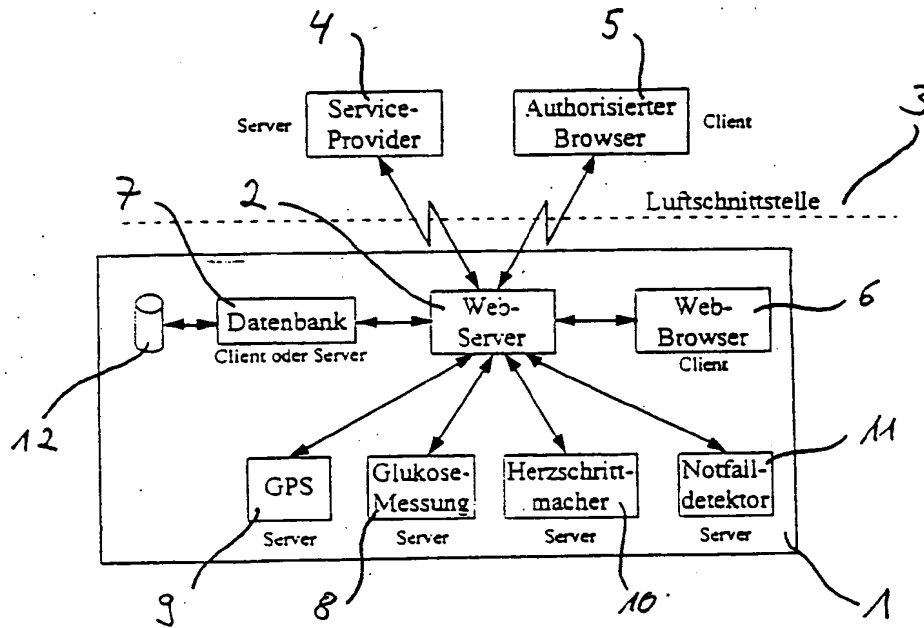 4
5
3
Server
Service-
Provider
Authorisierter
Browser
Client
7
2
Luftschnittstelle
6
Datenbank
Client oder Server
Web-
Server
Web-
Browser
Client
12
11
GPS
Server
Glukose-
Messung
Server
Herzschritt-
macher
Server
Notfall-
detektor
Server
9
8
10
1